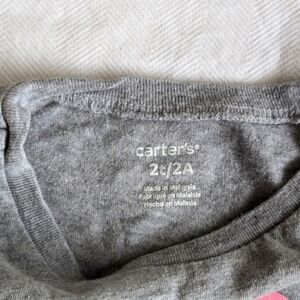 carter's®
2t/2A
Made in Malaysia
Fabriqué en Malaisie
Hecho en Malasia